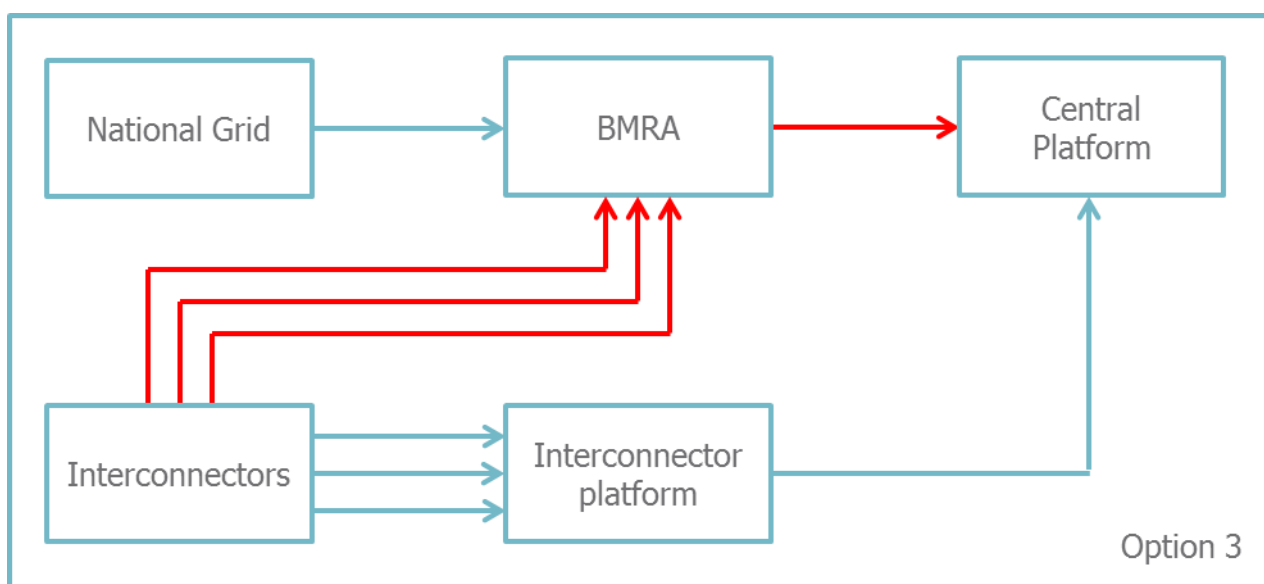 National Grid
BMRA
Central
Platform
Interconnectors
Interconnector
platform
Option 3